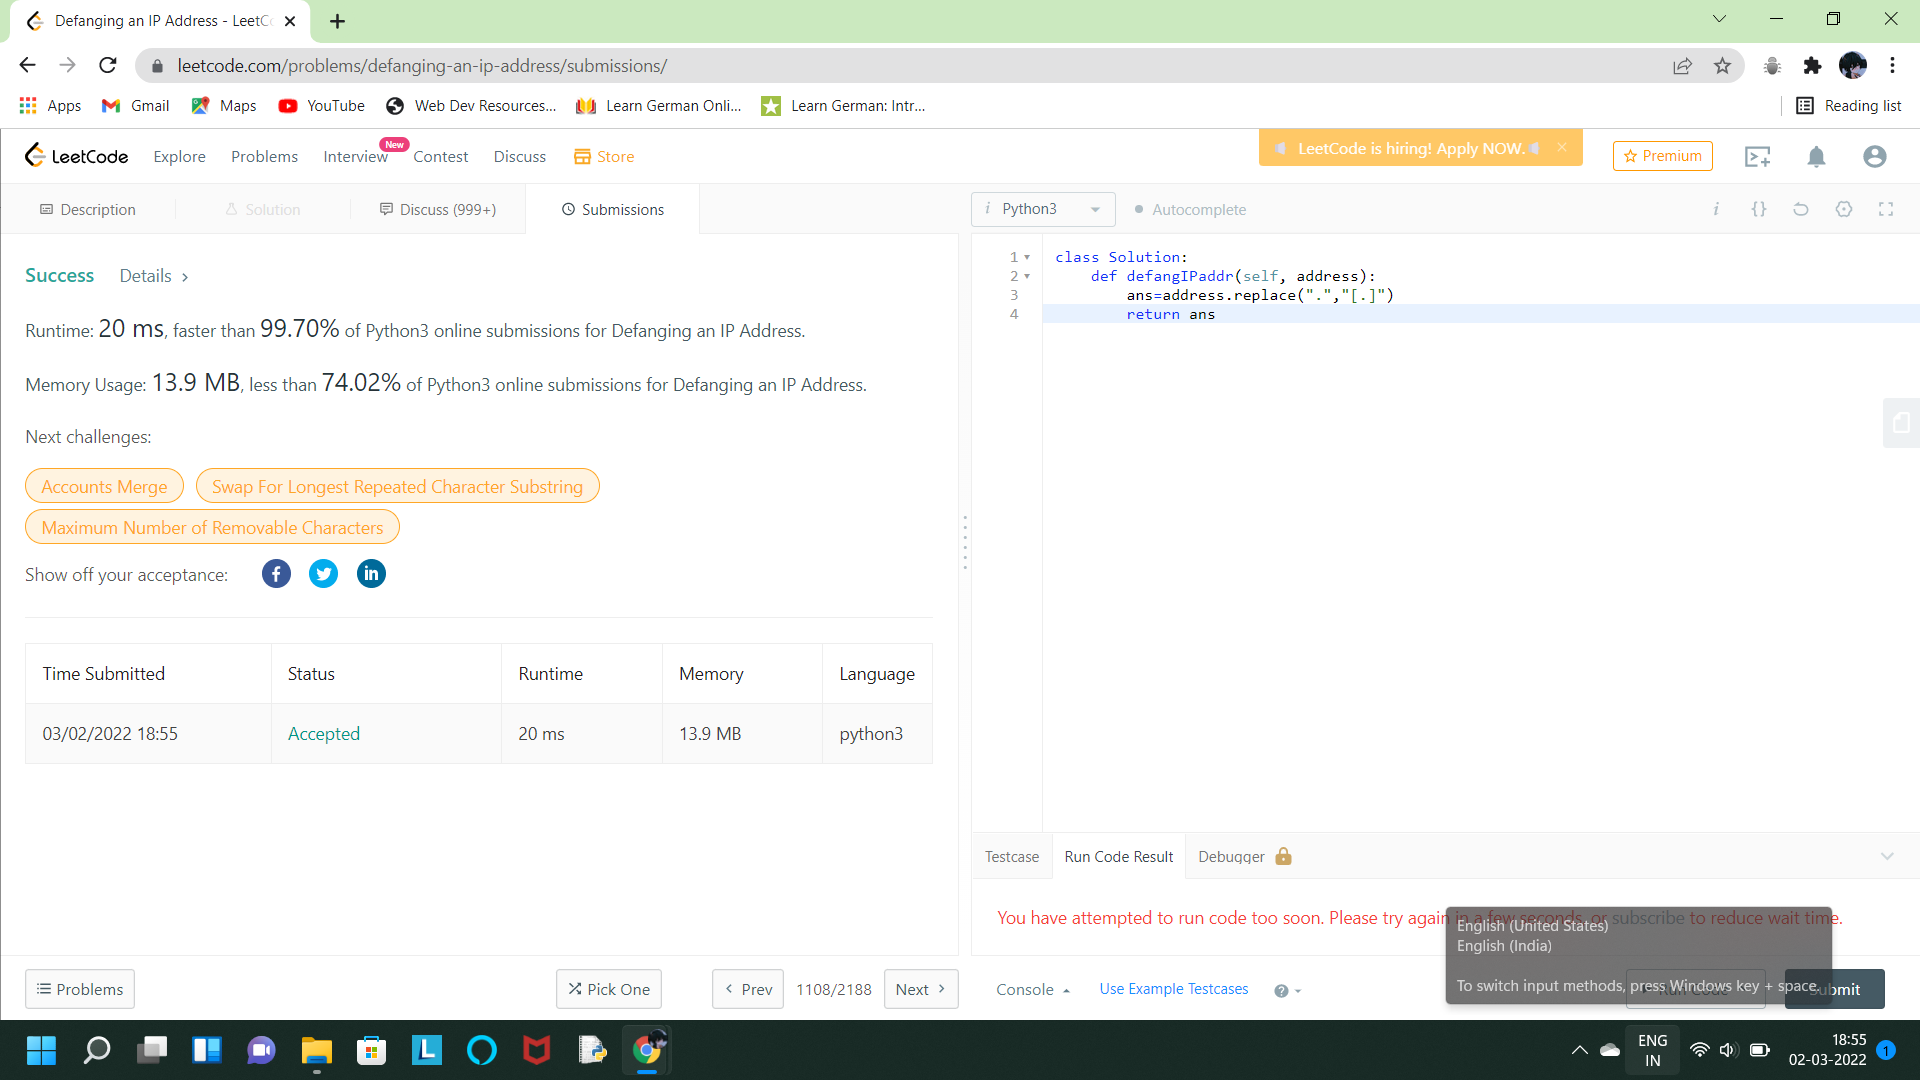 Defanging an IP Address - LeetC
leetcode.com/problems/defanging-an-ip-address/submissions/
Apps Gmail Maps YouTube Web Dev Resources... Learn German Onli... Learn German: Intr... Reading list
LeetCode Explore Problems Interview New Contest Discuss Store LeetCode is hiring! Apply NOW. Premium
Description Solution Discuss (999+) Submissions
i Python3 Autocomplete i {}
Success Details >
Runtime: 20 ms, faster than 99.70% of Python3 online submissions for Defanging an IP Address.
Memory Usage: 13.9 MB, less than 74.02% of Python3 online submissions for Defanging an IP Address.
Next challenges:
Accounts Merge Swap For Longest Repeated Character Substring
Maximum Number of Removable Characters
Show off your acceptance:
Time Submitted Status Runtime Memory Language
03/02/2022 18:55 Accepted 20 ms 13.9 MB python3
1 class Solution:
2 def defangIPaddr(self, address):
3 ans=address.replace(".","[.]")
4 return ans
Testcase Run Code Result Debugger
You have attempted to run code too soon. Please try again in a few seconds, or subscribe to reduce wait time.
English (United States)
English (India)
To switch input methods, press Windows key + space.
Problems Pick One Prev 1108/2188 Next
Console Use Example Testcases ? Run Code bmit
ENG
IN
18:55
02-03-2022
1